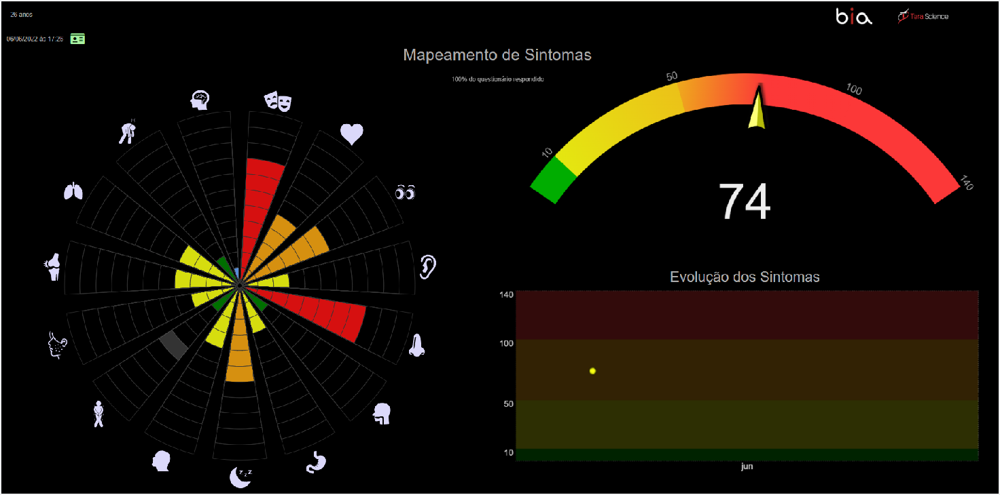 26 anos
bia
Tera Science
06/06/2022 às 17:26
Mapeamento de Sintomas
100% do questionário respondido
10
50
100
140
74
Evolução dos Sintomas
140
100
50
10
jun
z z z